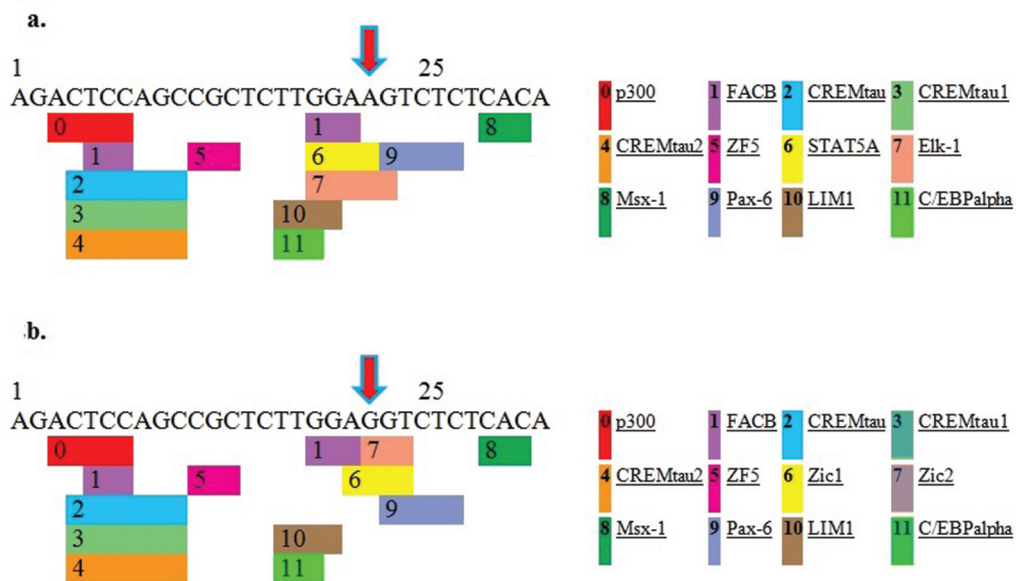 a.
1 25
AGACTCCAGCCGCTCTTGGAAGTCTCTCACA
0 1 8
1 5 6 9
2 7
3 10
4 11
0 p300 1 FACB 2 CREMtau 3 CREMtau1
4 CREMtau2 5 ZF5 6 STAT5A 7 Elk-1
8 Msx-1 9 Pax-6 10 LIM1 11 C/EBPalpha
b.
1 25
AGACTCCAGCCGCTCTTGGAGGTCTCTCACA
0 1 7 8
1 5 6
2 9
3 10
4 11
0 p300 1 FACB 2 CREMtau 3 CREMtau1
4 CREMtau2 5 ZF5 6 Zic1 7 Zic2
8 Msx-1 9 Pax-6 10 LIM1 11 C/EBPalpha